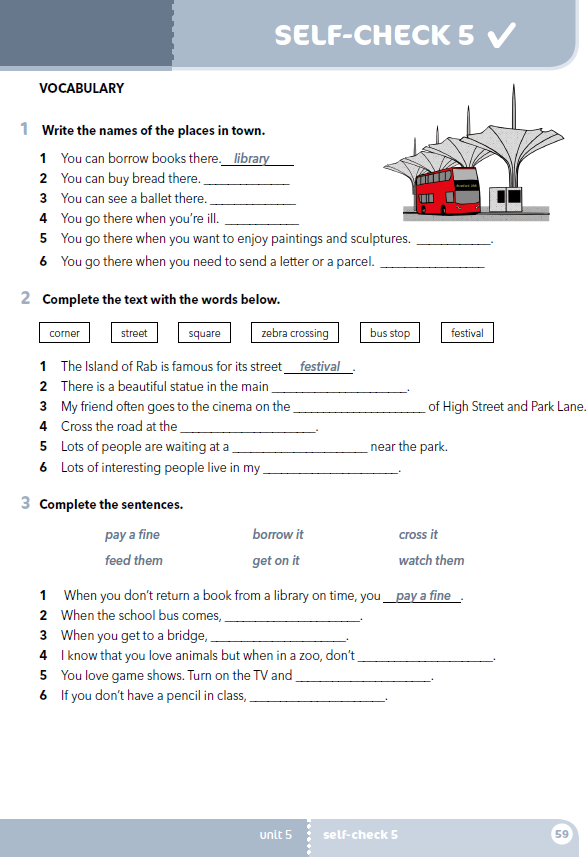 SELF-CHECK 5
VOCABULARY
1 Write the names of the places in town.
1 You can borrow books there. library
2 You can buy bread there. ____________
3 You can see a ballet there. ____________
4 You go there when you're ill. ____________
5 You go there when you want to enjoy paintings and sculptures. ____________.
6 You go there when you need to send a letter or a parcel. ____________
2 Complete the text with the words below.
corner street square zebra crossing bus stop festival
1 The Island of Rab is famous for its street festival.
2 There is a beautiful statue in the main ____________.
3 My friend often goes to the cinema on the ____________ of High Street and Park Lane.
4 Cross the road at the ____________.
5 Lots of people are waiting at a ____________ near the park.
6 Lots of interesting people live in my ____________.
3 Complete the sentences.
pay a fine borrow it cross it
feed them get on it watch them
1 When you don't return a book from a library on time, you pay a fine.
2 When the school bus comes, ____________.
3 When you get to a bridge, ____________.
4 I know that you love animals but when in a zoo, don't ____________.
5 You love game shows. Turn on the TV and ____________.
6 If you don't have a pencil in class, ____________.
unit 5 self-check 5 59